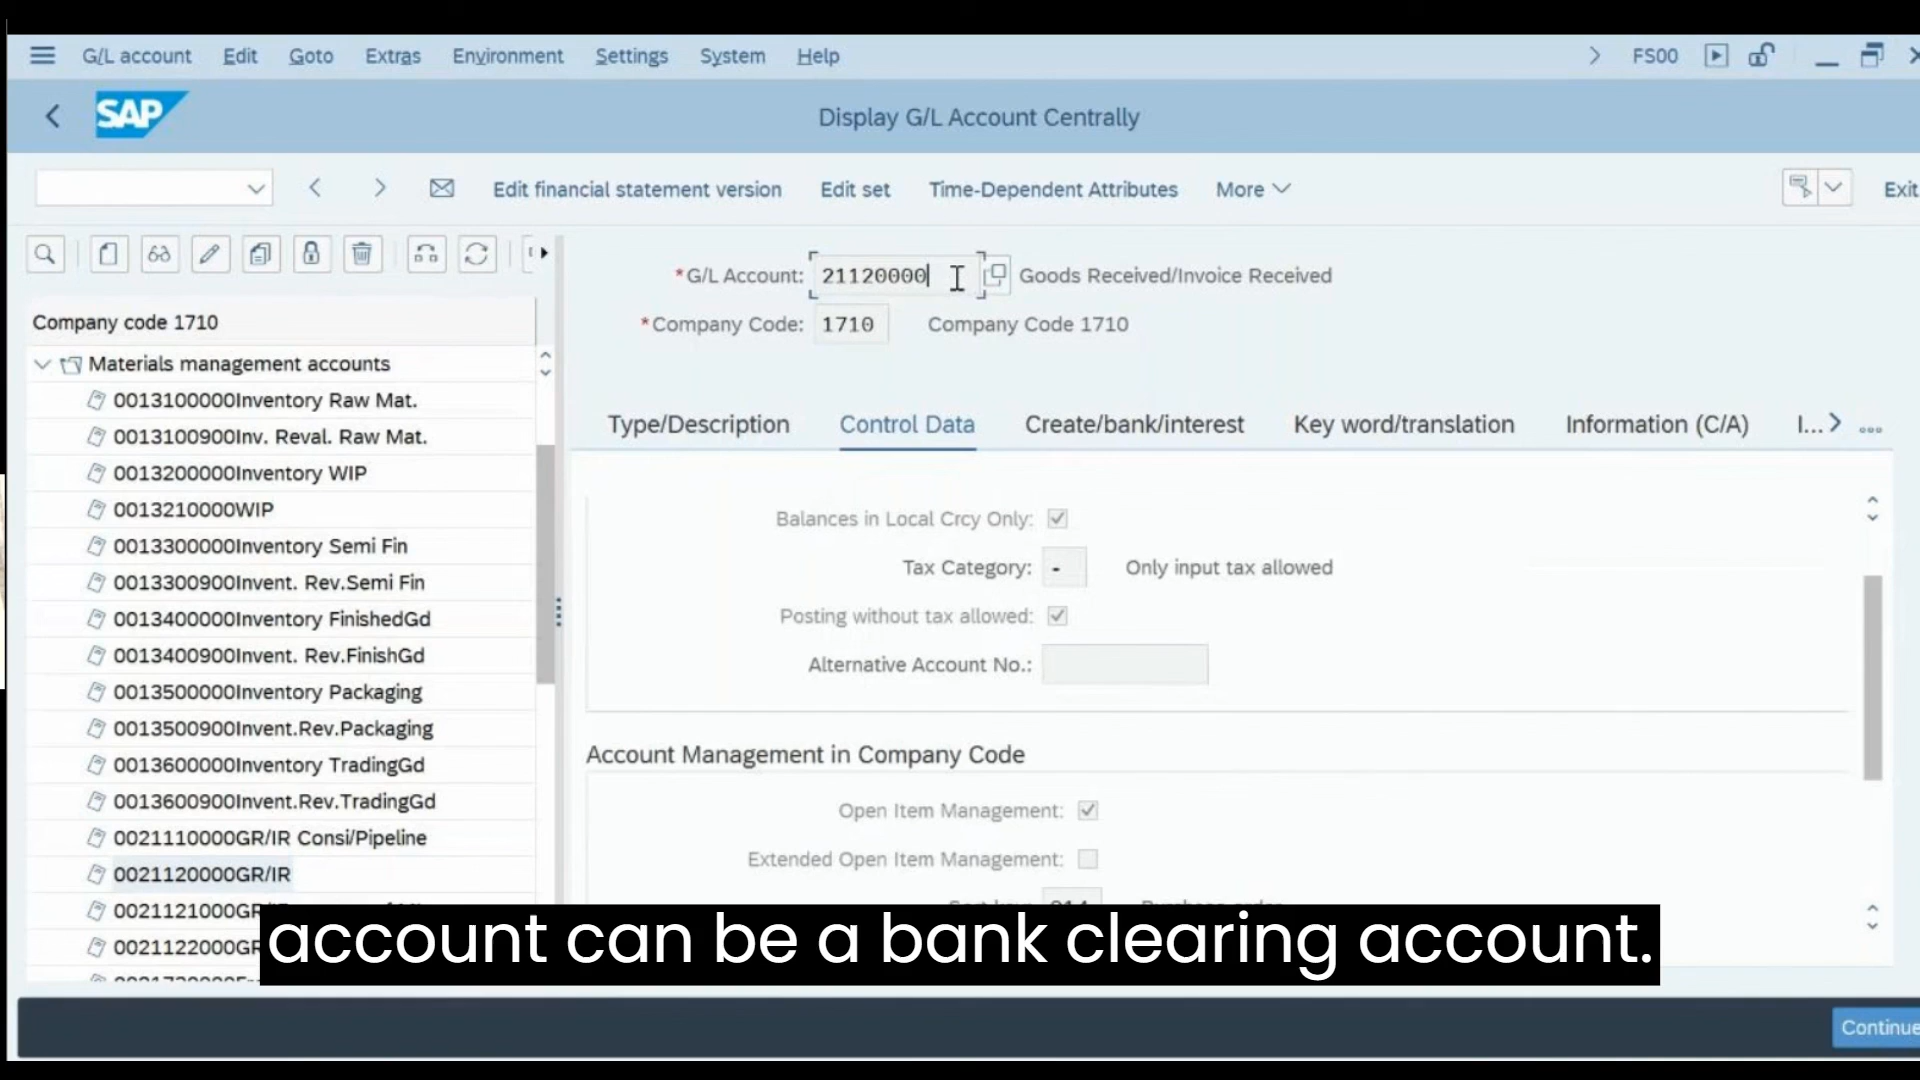 G/L account Edit Goto Extras Environment Settings System Help FS00
SAP Display G/L Account Centrally
Edit financial statement version Edit set Time-Dependent Attributes More Exit
*G/L Account: 21120000 Goods Received/Invoice Received
*Company Code: 1710 Company Code 1710
Company code 1710
Materials management accounts
0013100000Inventory Raw Mat.
0013100900Inv. Reval. Raw Mat.
0013200000Inventory WIP
0013210000WIP
0013300000Inventory Semi Fin
0013300900Invent. Rev.Semi Fin
0013400000Inventory FinishedGd
0013400900Invent. Rev.FinishGd
0013500000Inventory Packaging
0013500900Invent.Rev.Packaging
0013600000Inventory TradingGd
0013600900Invent.Rev.TradingGd
0021110000GR/IR Consi/Pipeline
0021120000GR/IR
0021121000GR
0021122000GR
Type/Description Control Data Create/bank/interest Key word/translation Information (C/A) I...
Balances in Local Crcy Only:
Tax Category: - Only input tax allowed
Posting without tax allowed:
Alternative Account No.:
Account Management in Company Code
Open Item Management:
Extended Open Item Management:
account can be a bank clearing account.
Continue